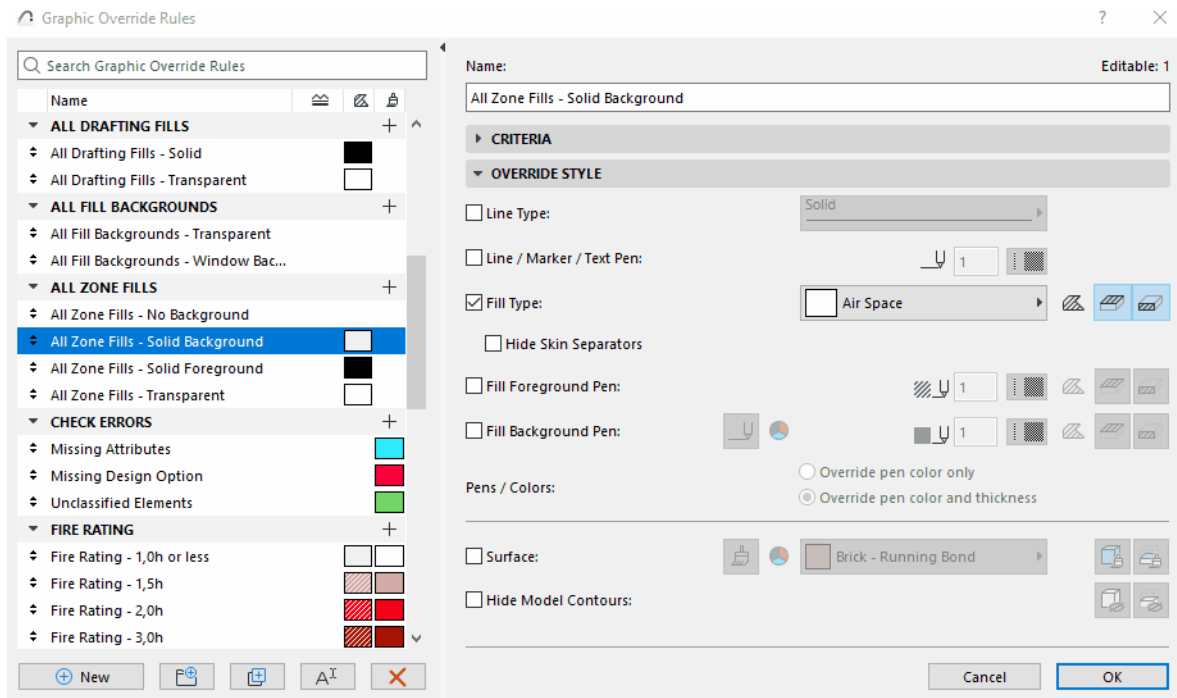 Graphic Override Rules
?
Search Graphic Override Rules
Name
ALL DRAFTING FILLS
All Drafting Fills - Solid
All Drafting Fills - Transparent
ALL FILL BACKGROUNDS
All Fill Backgrounds - Transparent
All Fill Backgrounds - Window Bac...
ALL ZONE FILLS
All Zone Fills - No Background
All Zone Fills - Solid Background
All Zone Fills - Solid Foreground
All Zone Fills - Transparent
CHECK ERRORS
Missing Attributes
Missing Design Option
Unclassified Elements
FIRE RATING
Fire Rating - 1,0h or less
Fire Rating - 1,5h
Fire Rating - 2,0h
Fire Rating - 3,0h
New
Name: Editable: 1
All Zone Fills - Solid Background
CRITERIA
OVERRIDE STYLE
Line Type: Solid
Line / Marker / Text Pen: 1
Fill Type: Air Space
Hide Skin Separators
Fill Foreground Pen: 1
Fill Background Pen: 1
Pens / Colors:
Override pen color only
Override pen color and thickness
Surface: Brick - Running Bond
Hide Model Contours:
Cancel OK